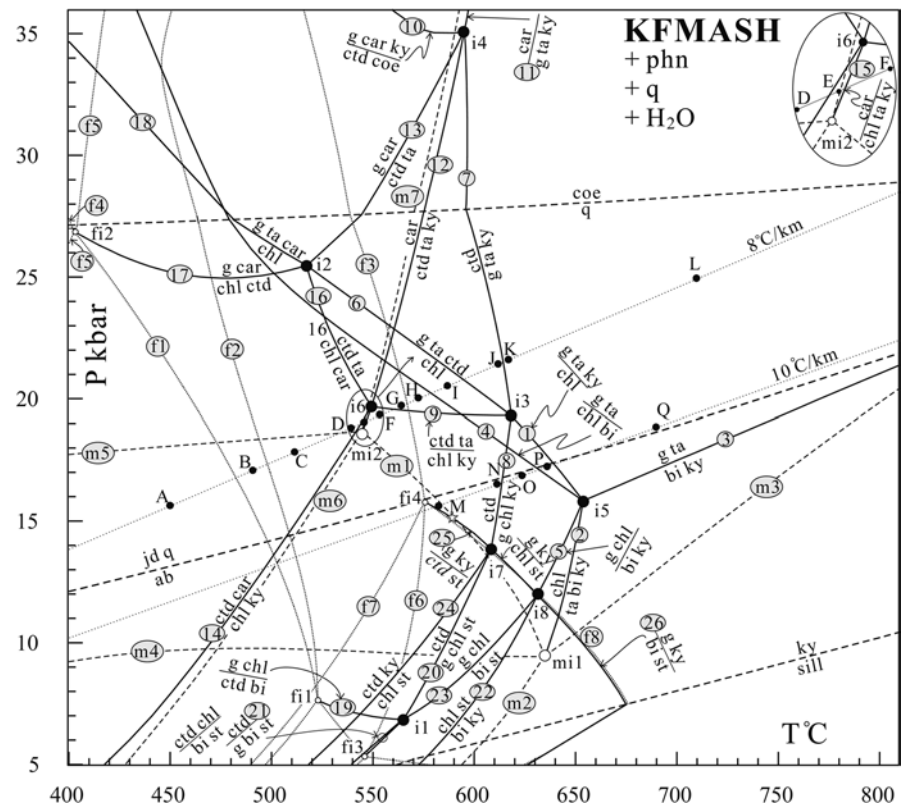 KFMASH
+ phn
+ q
+ H₂O
P kbar
T°C
35
30
25
20
15
10
5
400
450
500
550
600
650
700
750
800
10
g car ky
ctd coe
i4
car
g ta ky
11
i6
15
D
E
F
car
chl ta ky
mi2
f5
18
13
g car
ctd ta
12
7
m7
car
ctd ta ky
coe
q
f4
fi2
f5
g ta car
chl
i2
f3
g ta ky
ctd
8°C/km
L
17
g car
chl ctd
16
6
f1
f2
16
ctd ta
chl car
g ta ctd
chl
J
K
g ta ky
chl
10°C/km
i6
G
H
I
i3
g ta
chl bi
9
4
1
Q
D
F
ctd ta
chl ky
3
g ta
bi ky
m5
C
B
A
mi2
m1
8
N
O
P
m3
m6
fi4
M
ctd
g chl ky
i5
jd q
ab
25
g ky
ctd st
g ky
chl st
5
2
g chl
bi ky
i7
chl
ta bi ky
f7
f6
24
i8
26
g ky
bi st
f8
14
ctd car
chl ky
ctd
g chl st
g chl
bi st
m4
mi1
ky
sill
g chl
ctd bi
fi1
19
ctd ky
chl st
20
23
22
chl st
bi ky
m2
i1
ctd chl
bi st
21
ctd
g bi st
fi3